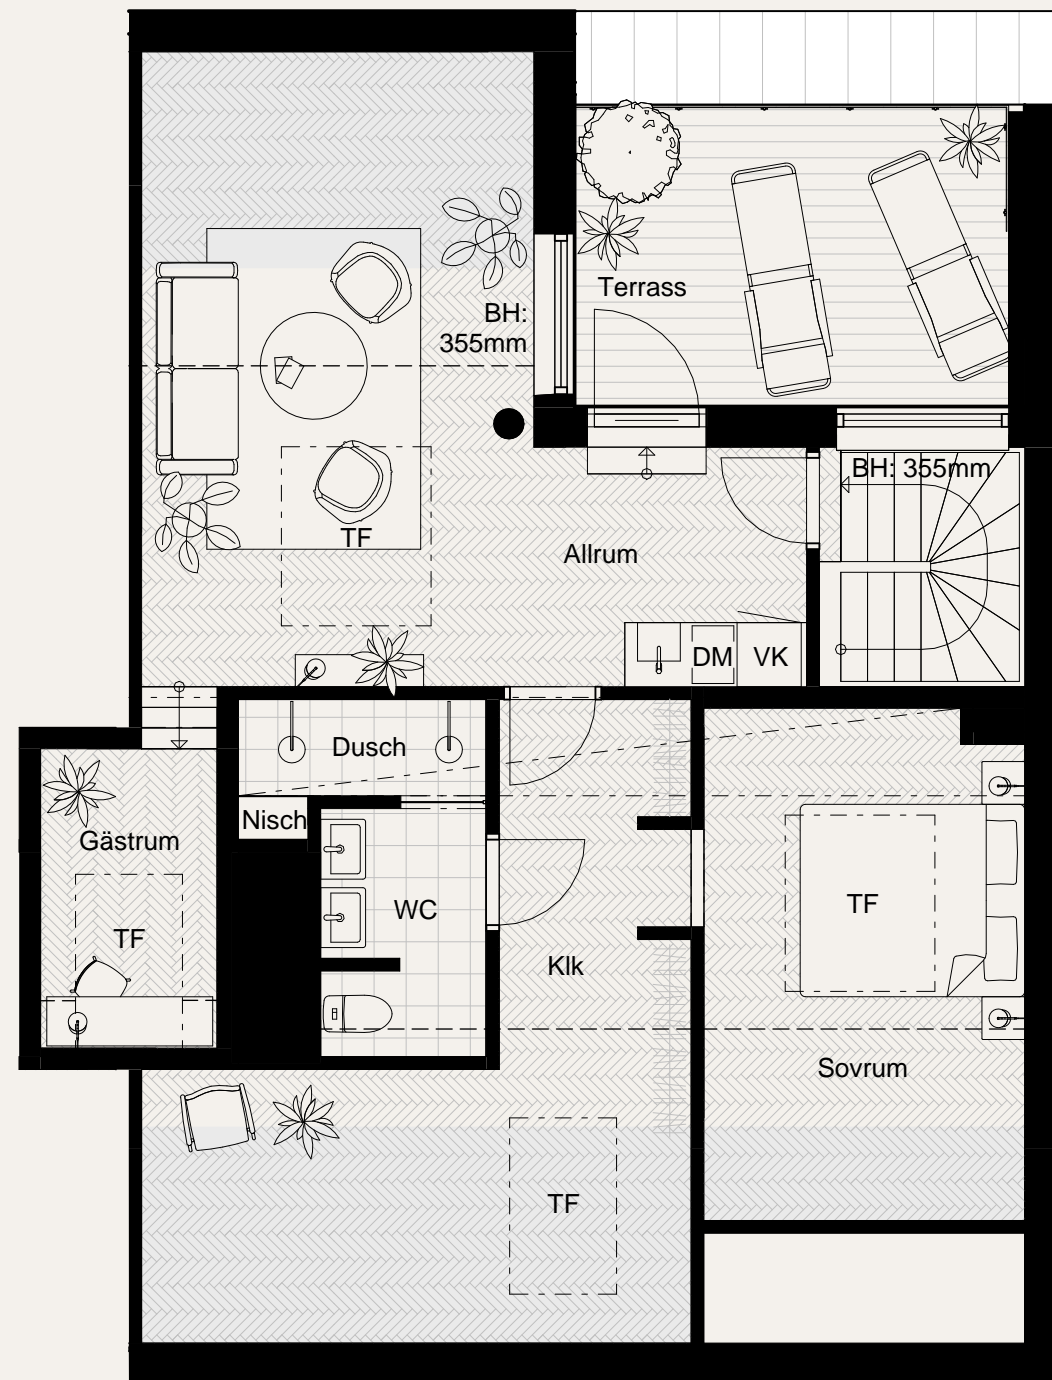 Terrass
BH:
355mm
BH: 355mm
TF
Allrum
DM
VK
Dusch
Nisch
Gästrum
TF
WC
TF
Klk
Sovrum
TF